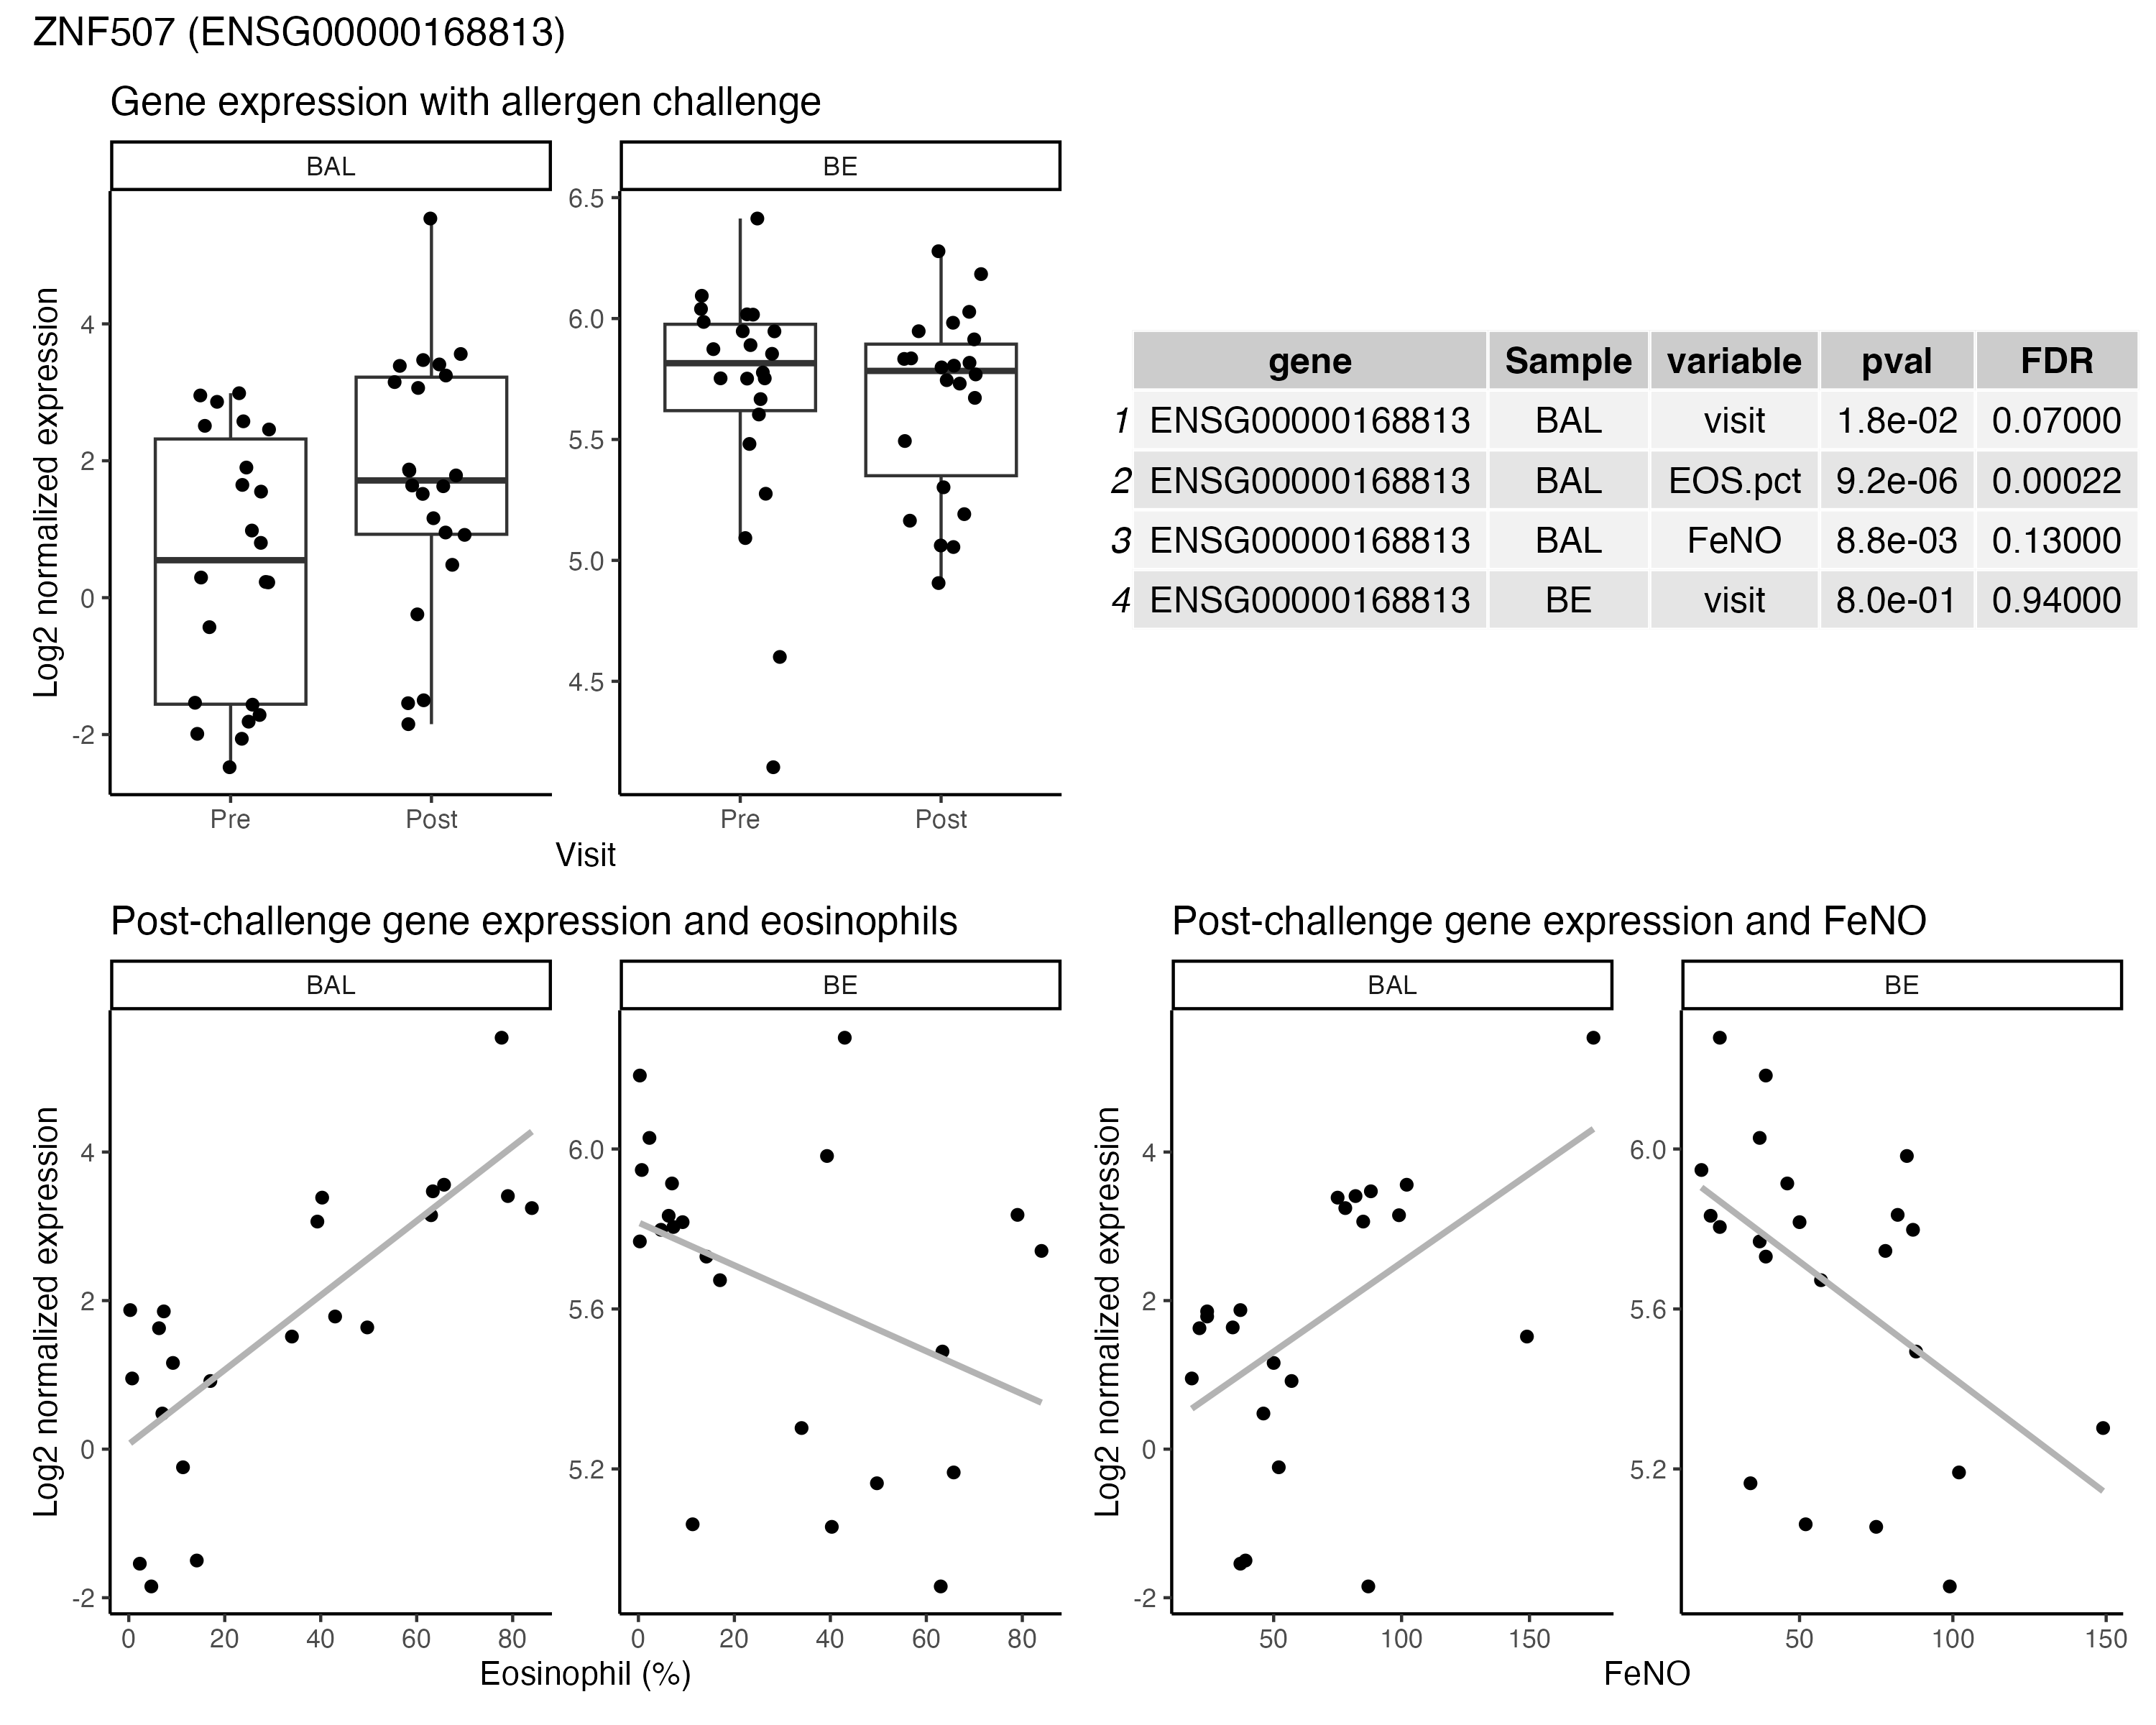 ZNF507 (ENSG00000168813)
Gene expression with allergen challenge
BAL
BE
Log2 normalized expression
4
2
0
-2
6.5
6.0
5.5
5.0
4.5
Pre
Post
Pre
Post
Visit
gene Sample variable pval FDR
1 ENSG00000168813 BAL visit 1.8e-02 0.07000
2 ENSG00000168813 BAL EOS.pct 9.2e-06 0.00022
3 ENSG00000168813 BAL FeNO 8.8e-03 0.13000
4 ENSG00000168813 BE visit 8.0e-01 0.94000
Post-challenge gene expression and eosinophils
BAL
BE
Log2 normalized expression
4
2
0
-2
6.0
5.6
5.2
0 20 40 60 80
0 20 40 60 80
Eosinophil (%)
Post-challenge gene expression and FeNO
BAL
BE
Log2 normalized expression
4
2
0
-2
6.0
5.6
5.2
50 100 150
50 100 150
FeNO